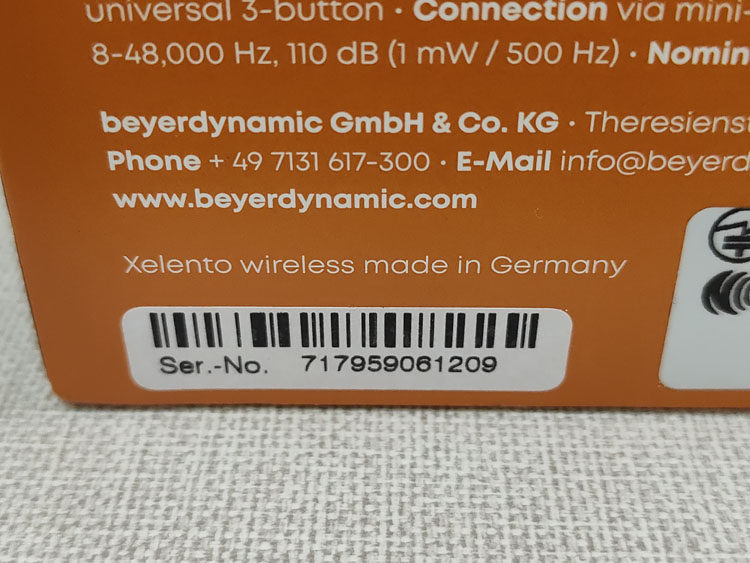 universal 3-button · Connection via mini-
8-48,000 Hz, 110 dB (1 mW / 500 Hz) · Nomin
beyerdynamic GmbH & Co. KG · Theresienst
Phone + 49 7131 617-300 · E-Mail info@beyerd
www.beyerdynamic.com
Xelento wireless made in Germany
Ser.-No. 717959061209